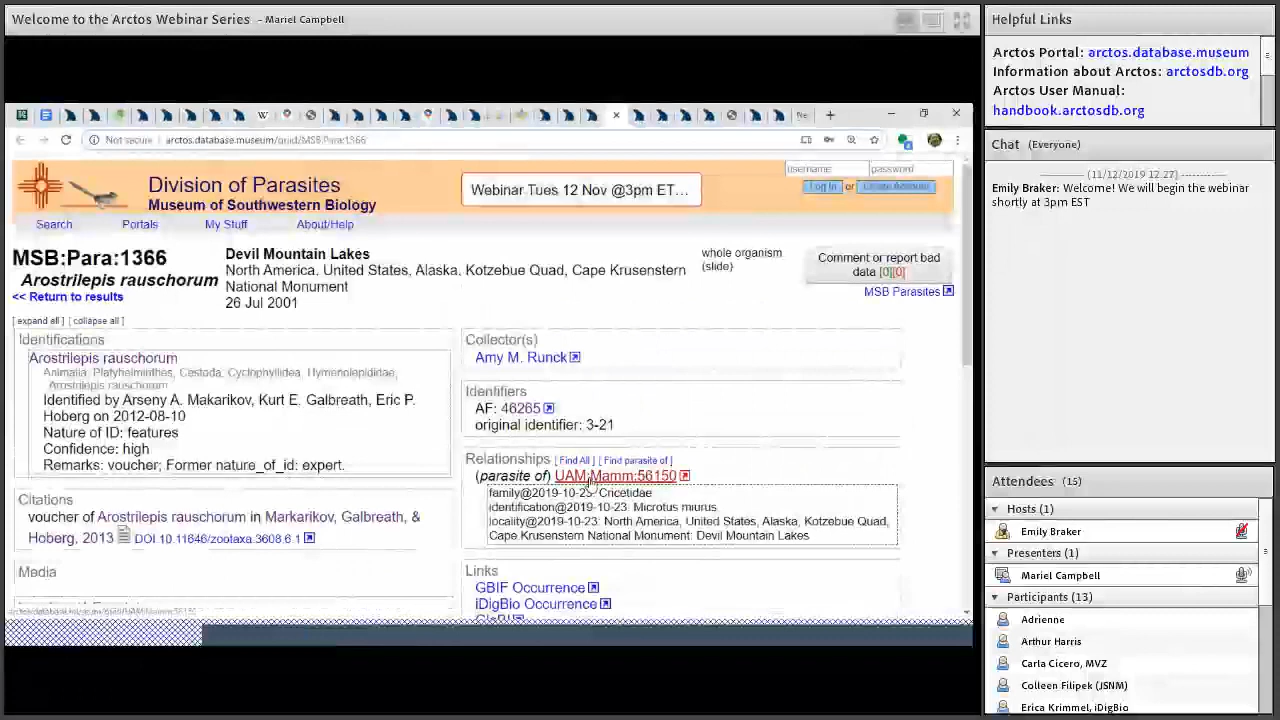 Welcome to the Arctos Webinar Series - Mariel Campbell
Not secure | arctos.database.museum/guid/MSB:Para:1366
Division of Parasites
Museum of Southwestern Biology
Webinar Tues 12 Nov @3pm ET...
username
password
Log In or Create Account
Search
Portals
My Stuff
About/Help
MSB:Para:1366
Arostrilepis rauschorum
<< Return to results
Devil Mountain Lakes
North America, United States, Alaska, Kotzebue Quad, Cape Krusenstern
National Monument
26 Jul 2001
whole organism
(slide)
Comment or report bad
data [0][0]
MSB Parasites
[ expand all ] [ collapse all ]
Identifications
Arostrilepis rauschorum
Animalia, Platyhelminthes, Cestoda, Cyclophyllidea, Hymenolepididae,
Arostrilepis rauschorum
Identified by Arseny A. Makarikov, Kurt E. Galbreath, Eric P.
Hoberg on 2012-08-10
Nature of ID: features
Confidence: high
Remarks: voucher; Former nature_of_id: expert.
Citations
voucher of Arostrilepis rauschorum in Markarikov, Galbreath, &
Hoberg, 2013 DOI 10.11646/zootaxa.3608.6.1
Media
Collector(s)
Amy M. Runck
Identifiers
AF: 46265
original identifier: 3-21
Relationships [ Find All ] [ Find parasite of ]
(parasite of) UAM:Mamm:56150
family@2019-10-23: Cricetidae
identification@2019-10-23: Microtus miurus
locality@2019-10-23: North America, United States, Alaska, Kotzebue Quad,
Cape Krusenstern National Monument: Devil Mountain Lakes
Links
GBIF Occurrence
iDigBio Occurrence
GloBI
Helpful Links
Arctos Portal: arctos.database.museum
Information about Arctos: arctosdb.org
Arctos User Manual:
handbook.arctosdb.org
Chat (Everyone)
(11/12/2019 12:27)
Emily Braker: Welcome! We will begin the webinar
shortly at 3pm EST
Attendees (15)
Hosts (1)
Emily Braker
Presenters (1)
Mariel Campbell
Participants (13)
Adrienne
Arthur Harris
Carla Cicero, MVZ
Colleen Filipek (JSNM)
Erica Krimmel, iDigBio